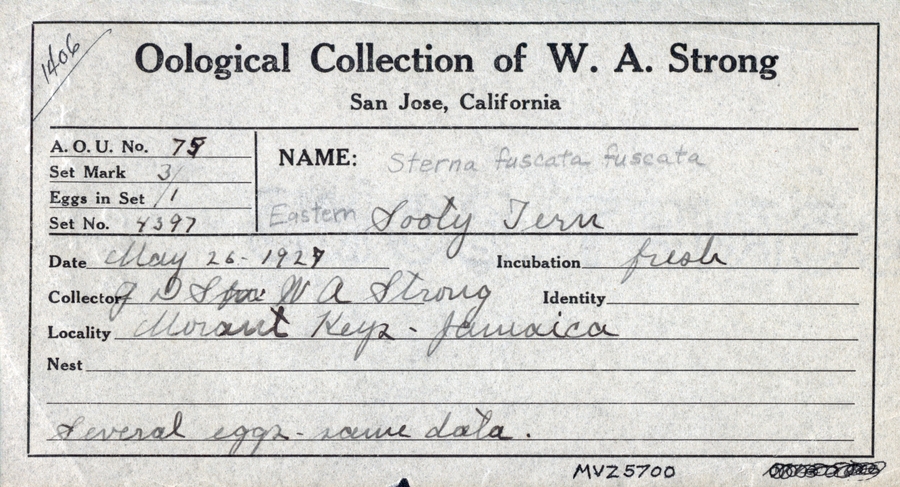 1406
Oological Collection of W. A. Strong
San Jose, California
A. O. U. No. 75
Set Mark 3/
Eggs in Set /1
Set No. 4397
NAME: Sterna fuscata fuscata
Eastern Sooty Tern
Date May 26 - 1927
Incubation fresh
Collector G D W A Strong
Identity
Locality Morant Keys - Jamaica
Nest
Several eggs - same data.
MVZ5700